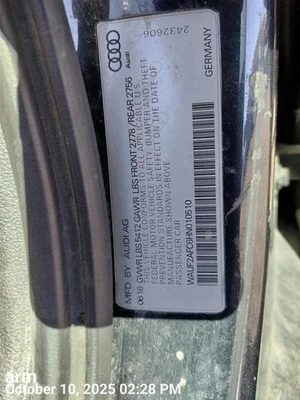 Audi
2432606
MFD. BY AUDI AG
GERMANY
06 16 GVWR LBS 5412 GAWR LBS FRONT 2778 /REAR 2756
THIS VEHICLE CONFORMS TO ALL APPLICABLE U.S.
FEDERAL MOTOR VEHICLE SAFETY, BUMPER AND THEFT
PREVENTION STANDARDS IN EFFECT ON THE DATE OF
MANUFACTURE SHOWN ABOVE.
PASSENGER CAR
WAUF2AFC6HN010510
arm
October 10, 2025 02:28 PM